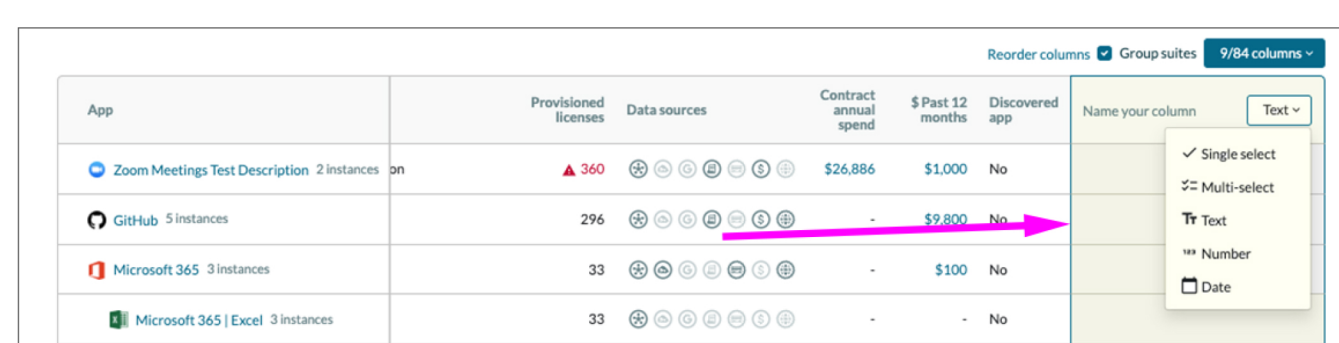 Reorder columns Group suites 9/84 columns
App Provisioned licenses Data sources Contract annual spend $ Past 12 months Discovered app Name your column Text
Single select
Multi-select
Text
Number
Date
Zoom Meetings Test Description 2 instances on 360 $26,886 $1,000 No
GitHub 5 instances 296 - $9,800 No
Microsoft 365 3 instances 33 - $100 No
Microsoft 365 | Excel 3 instances 33 - - No